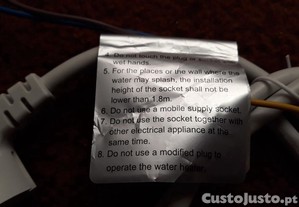 4. Do not touch the plug
wet hands.
5. For the places or the wall where the
water may splash, the installation
height of the socket shall not be
lower than 1.8m.
6. Do not use a mobile supply socket.
7. Do not use the socket together with
other electrical appliance at the
same time.
8. Do not use a modified plug to
operate the water heater.
CustoJusto.pt